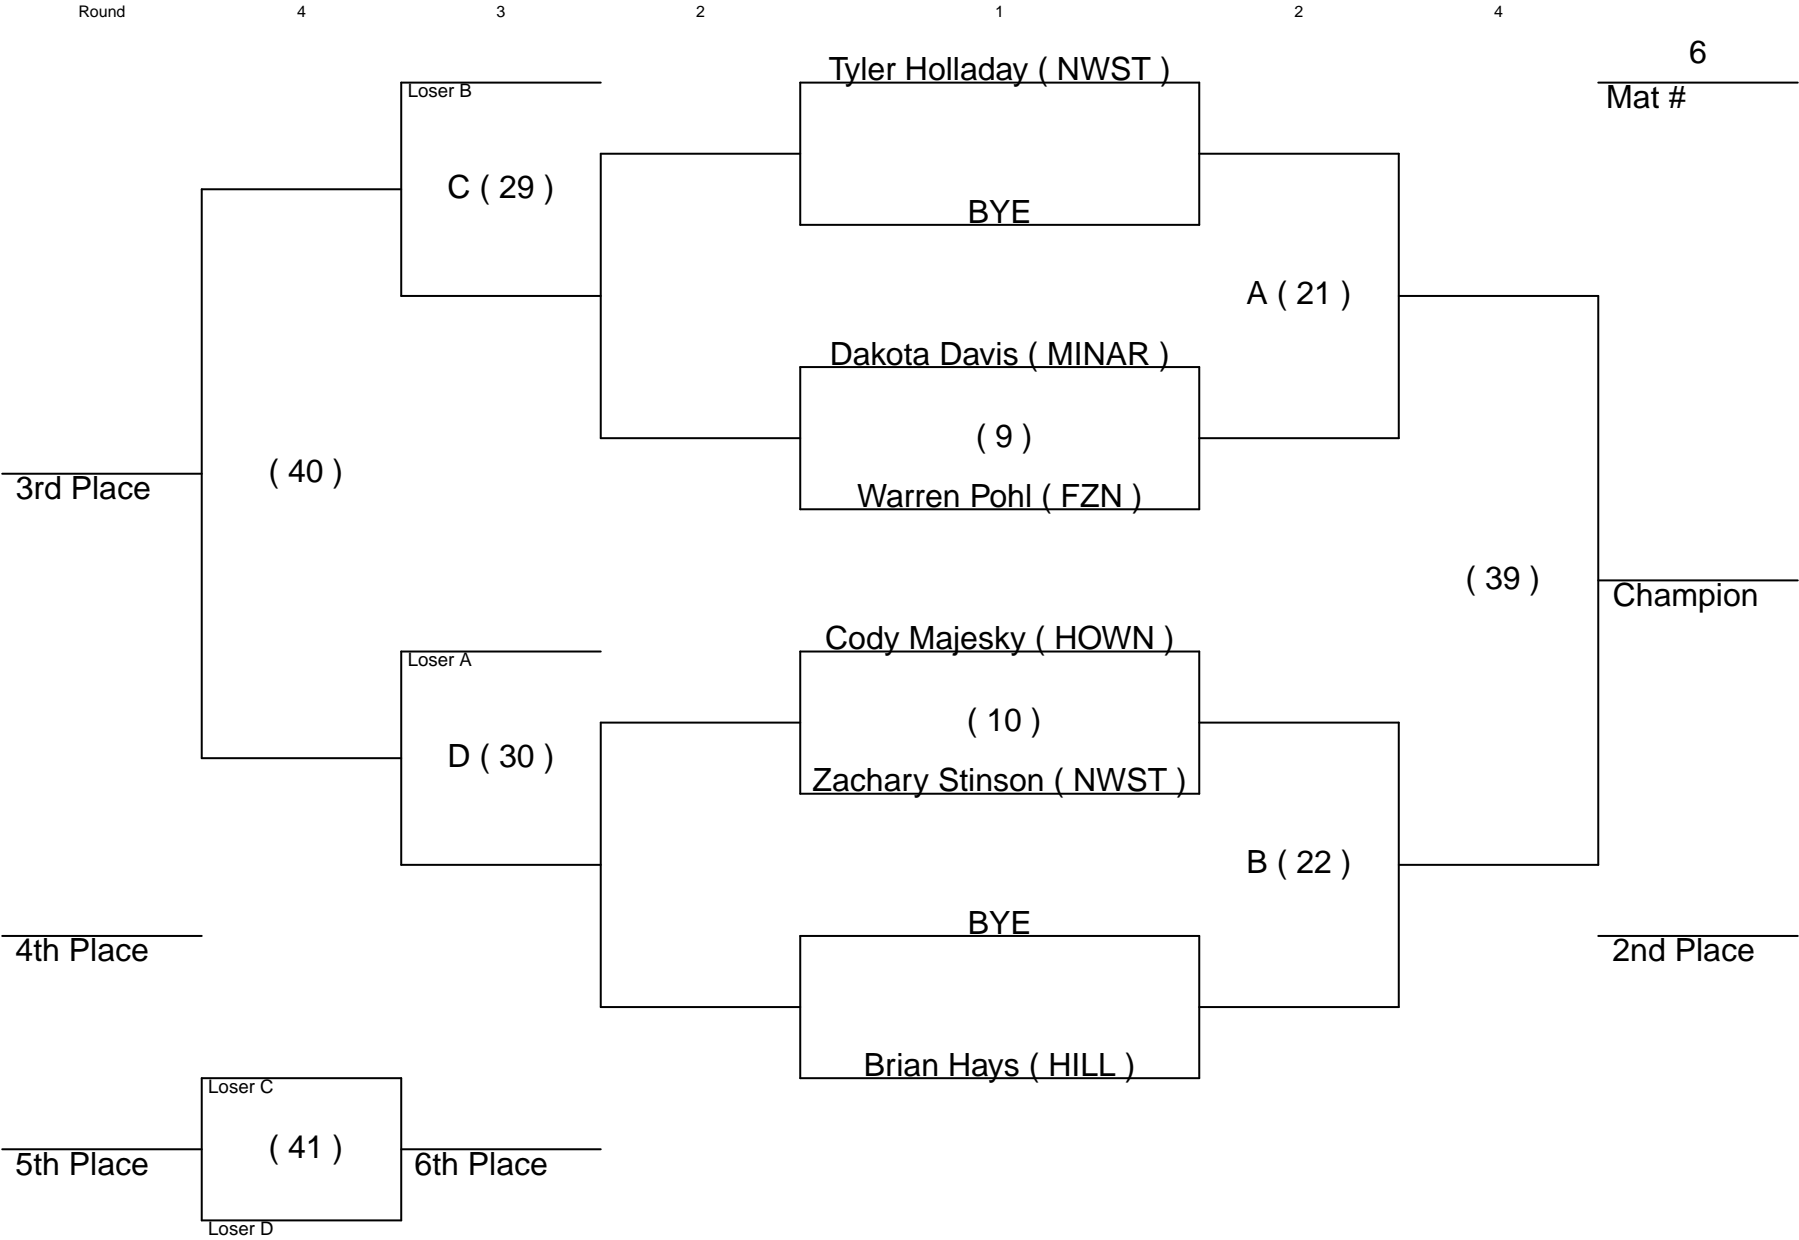 Round 4 3 2 1 2 4
6
Mat #
Tyler Holladay ( NWST )
Loser B
C ( 29 )
BYE
A ( 21 )
Dakota Davis ( MINAR )
( 9 )
( 40 )
3rd Place
Warren Pohl ( FZN )
( 39 )
Champion
Cody Majesky ( HOWN )
Loser A
( 10 )
D ( 30 )
Zachary Stinson ( NWST )
B ( 22 )
BYE
4th Place
2nd Place
Brian Hays ( HILL )
Loser C
( 41 )
5th Place
6th Place
Loser D